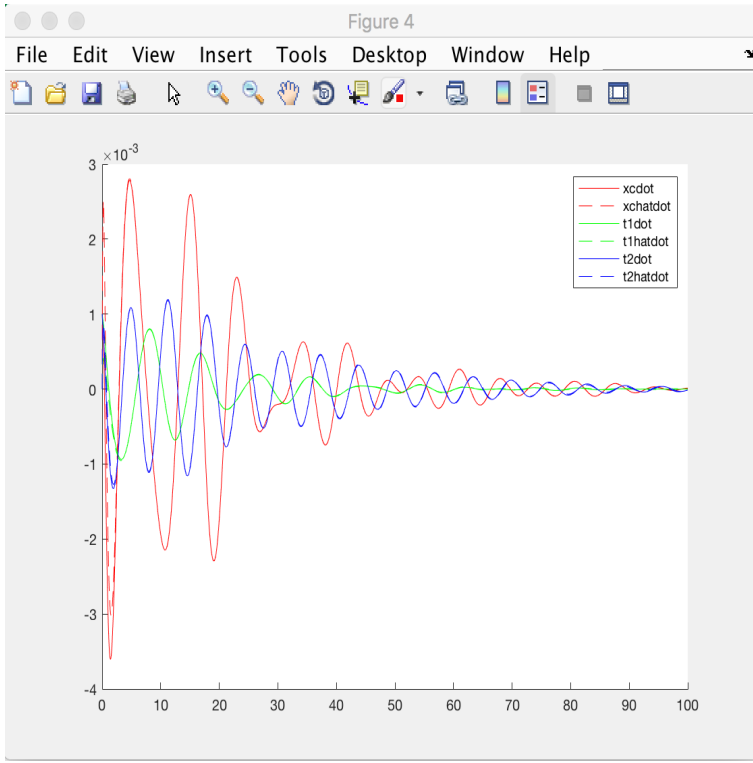 Figure 4
File Edit View Insert Tools Desktop Window Help
×10-3
3
2
1
0
-1
-2
-3
-4
0 10 20 30 40 50 60 70 80 90 100
xcdot
xchatdot
t1dot
t1hatdot
t2dot
t2hatdot